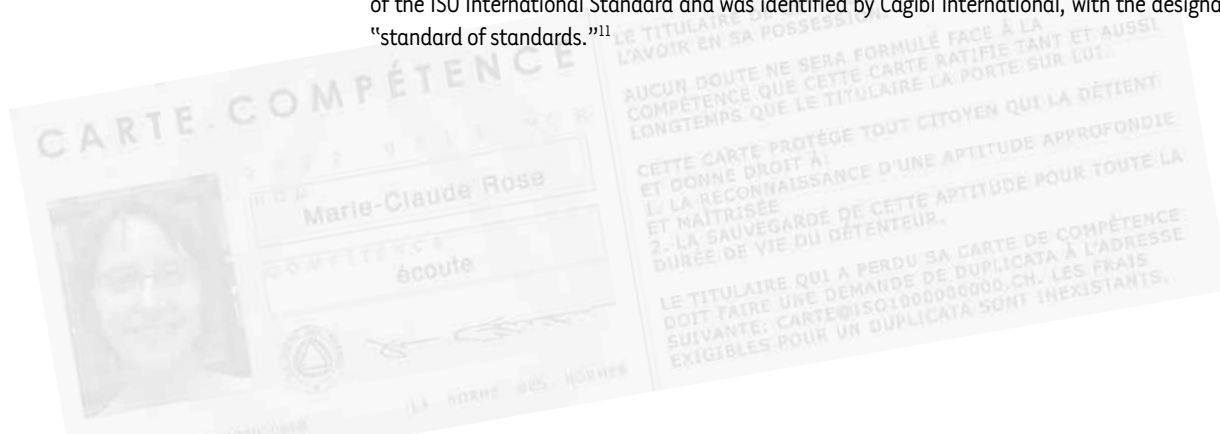 of the ISO International Standard and was identified by Cagibi International, with the designa
“standard of standards.”11
CARTE.COMPÉTENCE
Marie-Claude Rose
COMPÉTENCE
écoute
LA NORME DES NORMES
LE TITULAIRE
L'AVOIR EN SA POSSESSION.
AUCUN DOUTE NE SERA FORMULÉ FACE À LA
COMPÉTENCE QUE CETTE CARTE RATIFIE TANT ET AUSSI
LONGTEMPS QUE LE TITULAIRE LA PORTE SUR LUI.
CETTE CARTE PROTÈGE TOUT CITOYEN QUI LA DÉTIENT
ET DONNE DROIT À:
1. LA RECONNAISSANCE D'UNE APTITUDE APPROFONDIE
ET MAÎTRISÉE
2. LA SAUVEGARDE DE CETTE APTITUDE POUR TOUTE LA
DURÉE DE VIE DU DÉTENTEUR.
LE TITULAIRE QUI A PERDU SA CARTE DE COMPÉTENCE
DOIT FAIRE UNE DEMANDE DE DUPLICATA À L'ADRESSE
SUIVANTE: CARTE@ISO1000000000.CH. LES FRAIS
EXIGIBLES POUR UN DUPLICATA SONT INEXISTANTS.